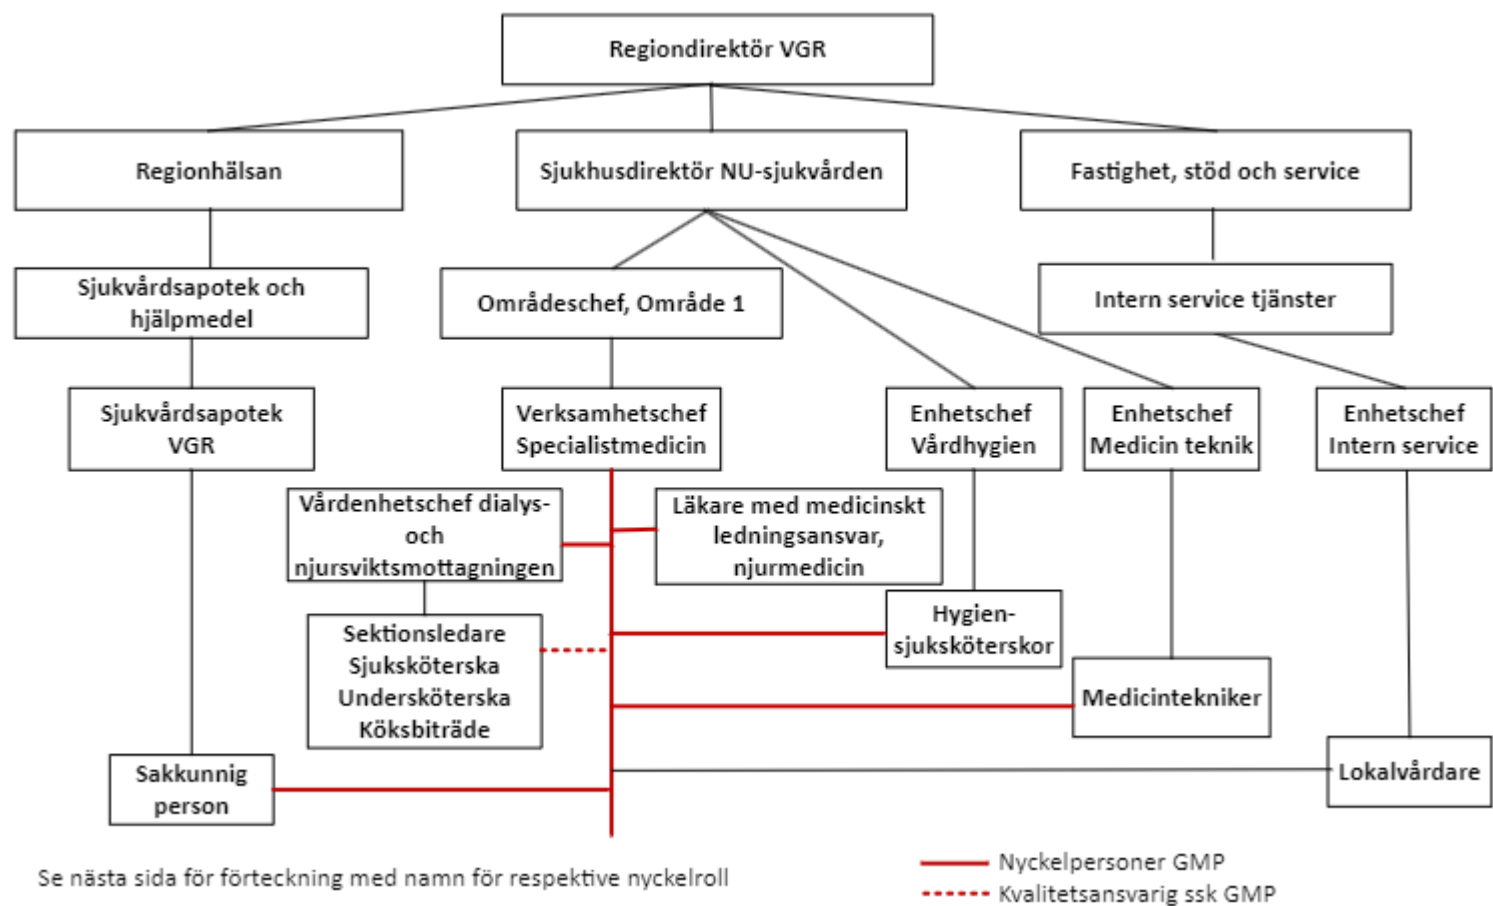 Regiondirektör VGR
Regionhälsan
Sjukhusdirektör NU-sjukvården
Fastighet, stöd och service
Sjukvårdsapotek och
hjälpmedel
Områdeschef, Område 1
Intern service tjänster
Sjukvårdsapotek
VGR
Verksamhetschef
Specialistmedicin
Enhetschef
Vårdhygien
Enhetschef
Medicin teknik
Enhetschef
Intern service
Vårdenhetschef dialys-
och
njursviktsmottagningen
Läkare med medicinskt
ledningsansvar,
njurmedicin
Sektionsledare
Sjuksköterska
Undersköterska
Köksbiträde
Hygien-
sjuksköterskor
Medicintekniker
Sakkunnig
person
Lokalvårdare
Se nästa sida för förteckning med namn för respektive nyckelroll
Nyckelpersoner GMP
Kvalitetsansvarig ssk GMP